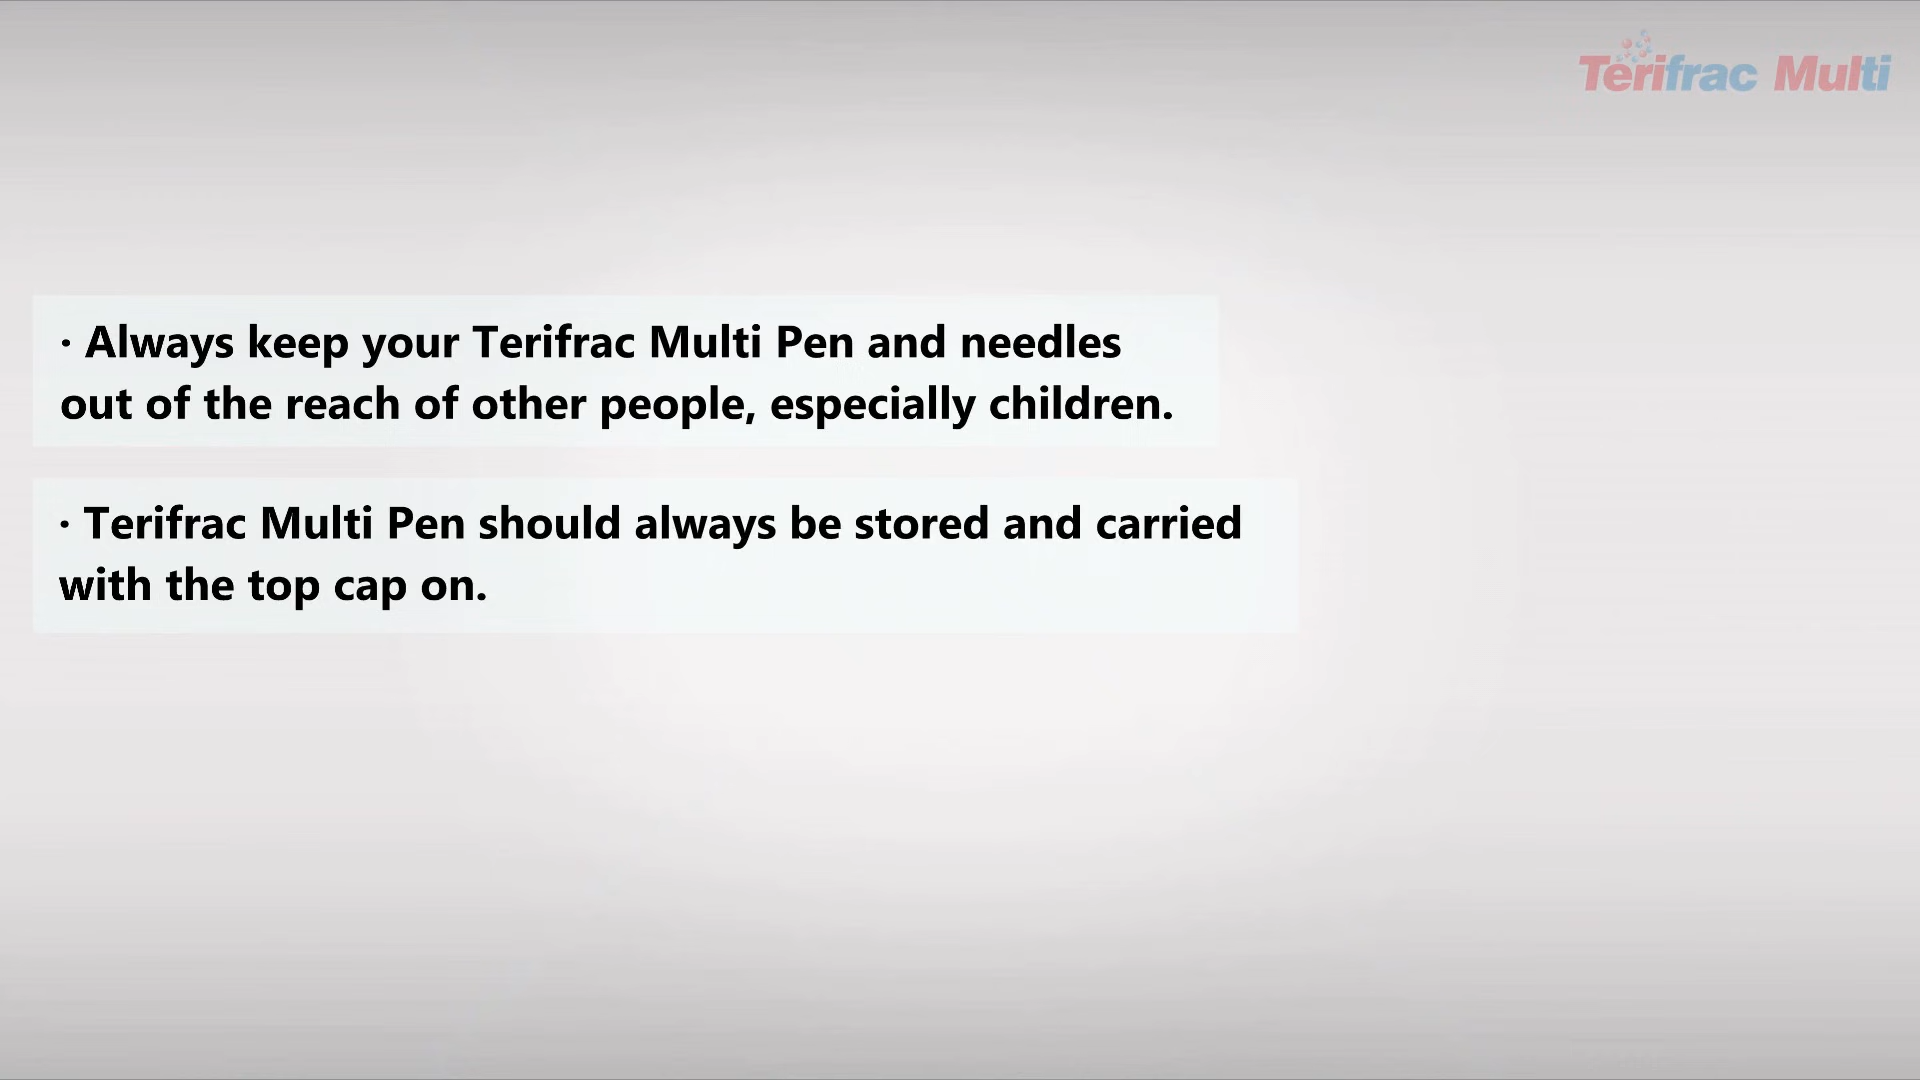 Terifrac Multi
· Always keep your Terifrac Multi Pen and needles
out of the reach of other people, especially children.
· Terifrac Multi Pen should always be stored and carried
with the top cap on.